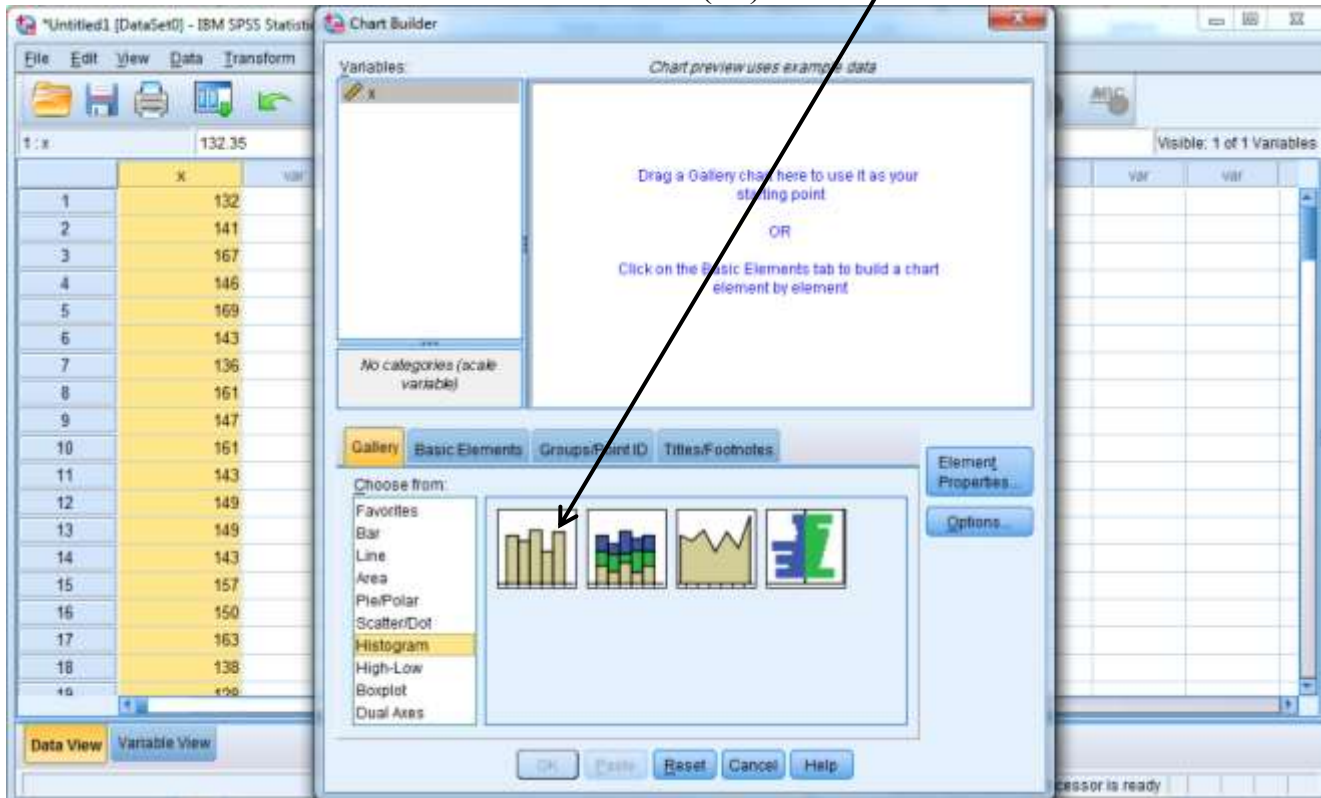 *Untitled1 [DataSet0] - IBM SPSS Statisti
Chart Builder
File Edit View Data Transform
Variables:
Chart preview uses example data
x
1 : x 132.35
Visible: 1 of 1 Variables
x var var var
1 132
2 141
3 167
4 146
5 169
6 143
7 136
8 161
9 147
10 161
11 143
12 149
13 149
14 143
15 157
16 150
17 163
18 138
Drag a Gallery chart here to use it as your
starting point
OR
Click on the Basic Elements tab to build a chart
element by element
No categories (scale
variable)
Gallery Basic Elements Groups/Point ID Titles/Footnotes
Choose from:
Favorites
Bar
Line
Area
Pie/Polar
Scatter/Dot
Histogram
High-Low
Boxplot
Dual Axes
Element
Properties...
Options...
OK Paste Reset Cancel Help
Data View Variable View
cessor is ready